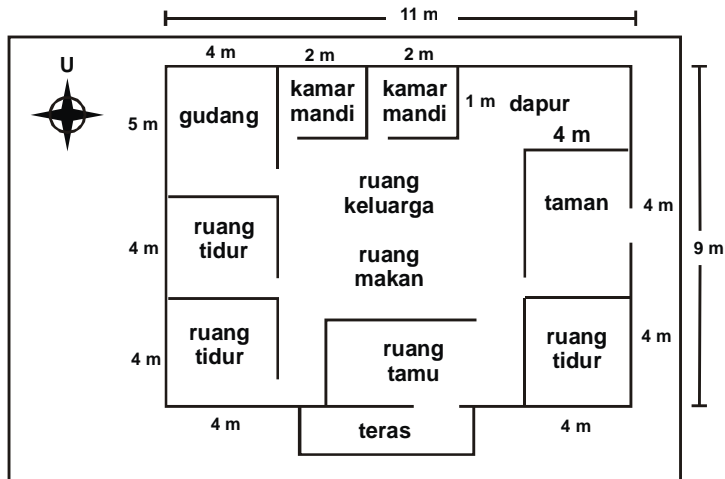 11 m
4 m
2 m
2 m
U
kamar
mandi
kamar
mandi
5 m
gudang
1 m
dapur
4 m
ruang
keluarga
taman
4 m
ruang
tidur
4 m
ruang
makan
9 m
ruang
tidur
4 m
ruang
tamu
ruang
tidur
4 m
4 m
teras
4 m